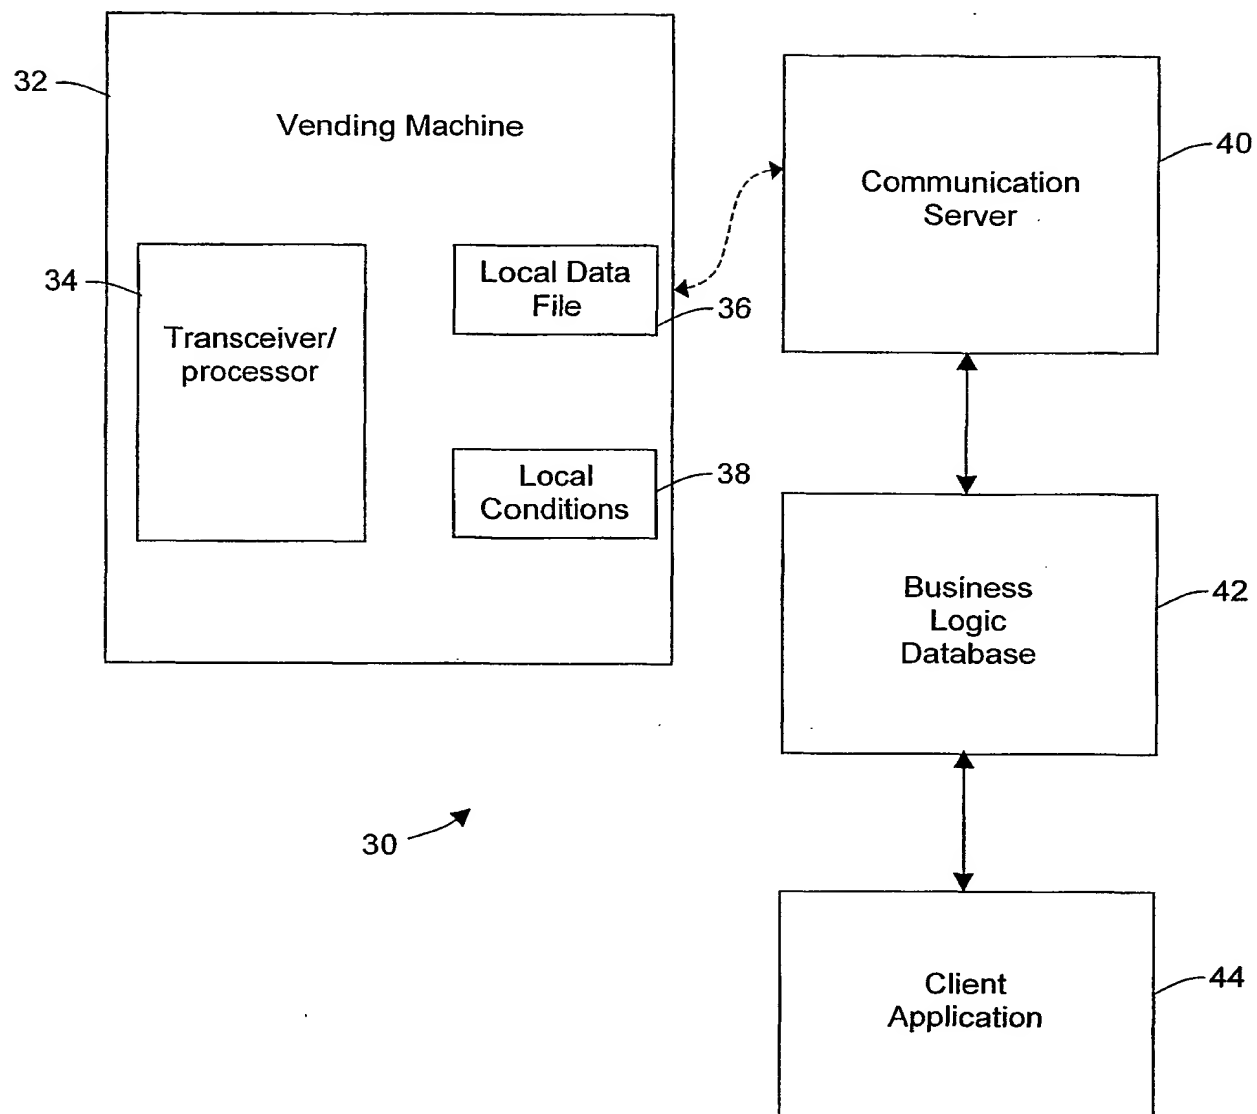 32
Vending Machine
40
Communication
Server
34
Transceiver/
processor
Local Data
File
36
Local
Conditions
38
Business
Logic
Database
42
30
Client
Application
44